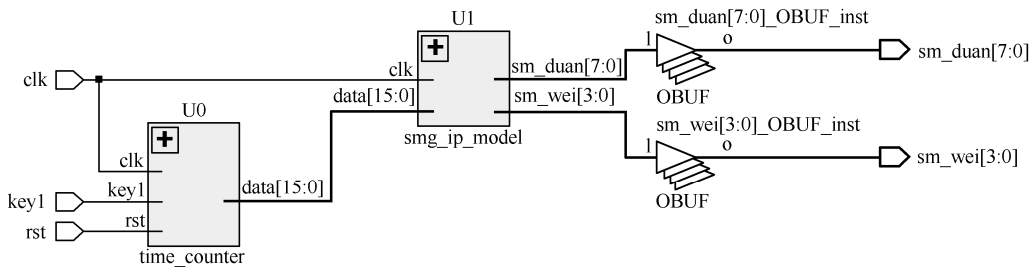 sm_duan[7:0]_OBUF_inst
U1
I
o
sm_duan[7:0]
clk
clk
sm_duan[7:0]
OBUF
data[15:0]
sm_wei[3:0]
U0
smg_ip_model
sm_wei[3:0]_OBUF_inst
I
o
sm_wei[3:0]
clk
key1
key1
data[15:0]
OBUF
rst
rst
time_counter